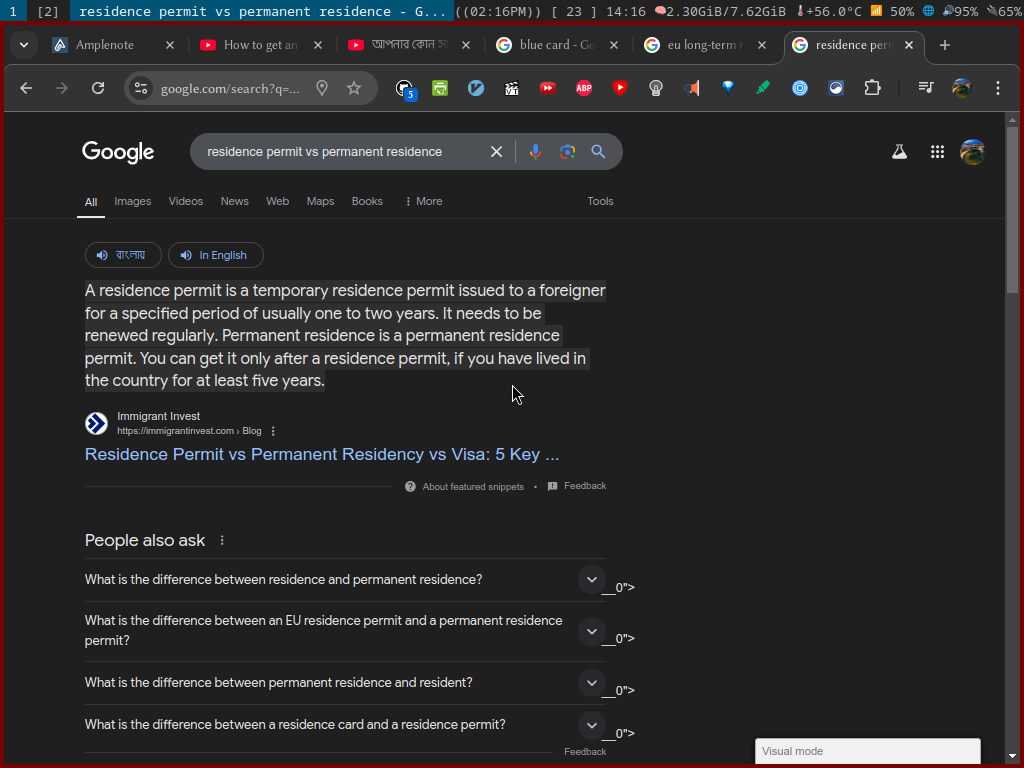 1 [2] residence permit vs permanent residence - G... ((02:16PM)) [ 23 ] 14:16 2.30GiB/7.62GiB +56.0°C 50% 95% 65%
Amplenote How to get an আপনার কোন blue card - Go eu long-term r residence per
google.com/search?q=... 5 ABP
Google residence permit vs permanent residence
All Images Videos News Web Maps Books More Tools
বাংলায় In English
A residence permit is a temporary residence permit issued to a foreigner
for a specified period of usually one to two years. It needs to be
renewed regularly. Permanent residence is a permanent residence
permit. You can get it only after a residence permit, if you have lived in
the country for at least five years.
Immigrant Invest
https://immigrantinvest.com › Blog
Residence Permit vs Permanent Residency vs Visa: 5 Key ...
About featured snippets • Feedback
People also ask
What is the difference between residence and permanent residence?
__0">
What is the difference between an EU residence permit and a permanent residence
permit?
__0">
What is the difference between permanent residence and resident?
__0">
What is the difference between a residence card and a residence permit?
__0">
Feedback
Visual mode